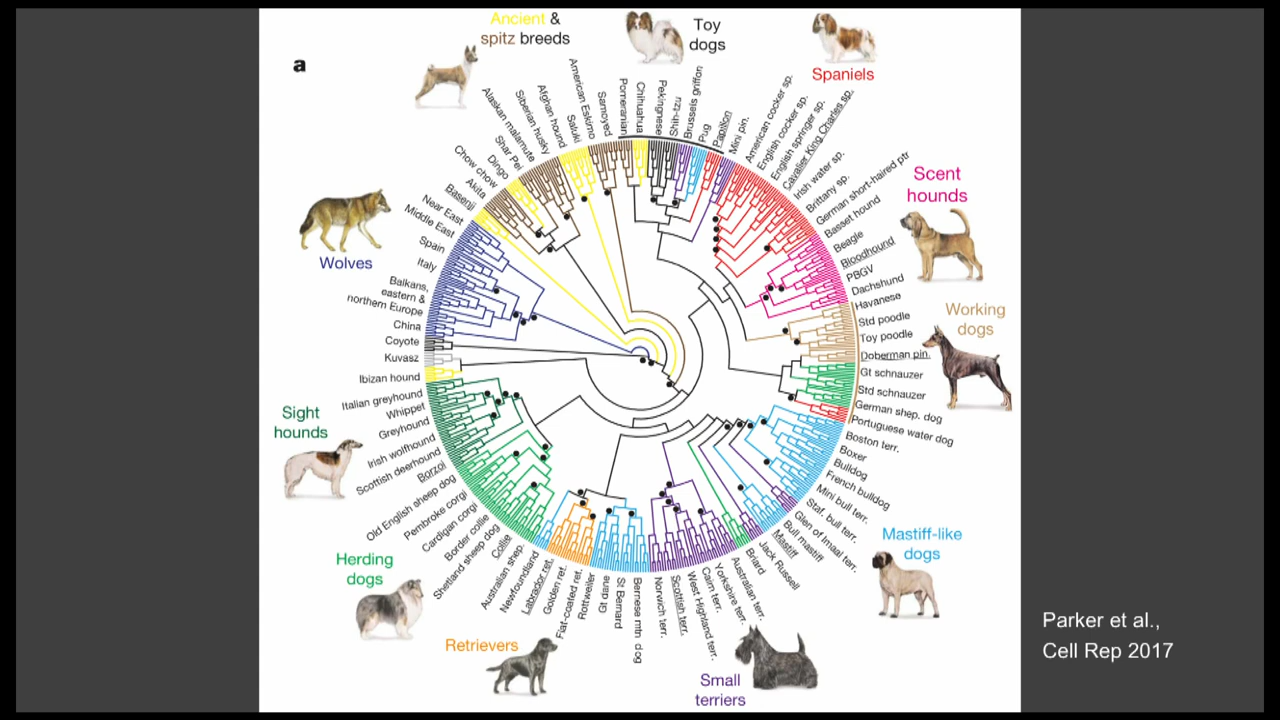 a
Ancient &
spitz breeds
Toy
dogs
Spaniels
Scent
hounds
Working
dogs
Mastiff-like
dogs
Small
terriers
Retrievers
Herding
dogs
Sight
hounds
Wolves
Basenji
Akita
Chow chow
Dingo
Shar Pei
Alaskan malamute
Siberian husky
Afghan hound
Saluki
American Eskimo
Samoyed
Pomeranian
Chihuahua
Pekingnese
Shih-tzu
Brussels griffon
Pug
Papillon
Mini pin.
American cocker sp.
English cocker sp.
English springer sp.
Cavalier King Charles sp.
Irish water sp.
Brittany sp.
German short-haired ptr
Basset hound
Beagle
Bloodhound
PBGV
Dachshund
Havanese
Std poodle
Toy poodle
Doberman pin.
Gt schnauzer
Std schnauzer
German shep. dog
Portuguese water dog
Boston terr.
Boxer
Bulldog
French bulldog
Mini bull terr.
Staf. bull terr.
Glen of Imaal terr.
Bull mastiff
Mastiff
Jack Russell
Briard
Australian terr.
Yorkshire terr.
Cairn terr.
West Highland terr.
Scottish terr.
Norwich terr.
Bernese mtn dog
St Bernard
Gt dane
Rottweiler
Flat-coated ret.
Golden ret.
Labrador ret.
Newfoundland
Australian shep.
Collie
Shetland sheep dog
Border collie
Cardigan corgi
Pembroke corgi
Old English sheep dog
Borzoi
Scottish deerhound
Irish wolfhound
Greyhound
Whippet
Italian greyhound
Ibizan hound
Kuvasz
Coyote
China
Balkans,
eastern &
northern Europe
Italy
Spain
Middle East
Near East
Parker et al.,
Cell Rep 2017